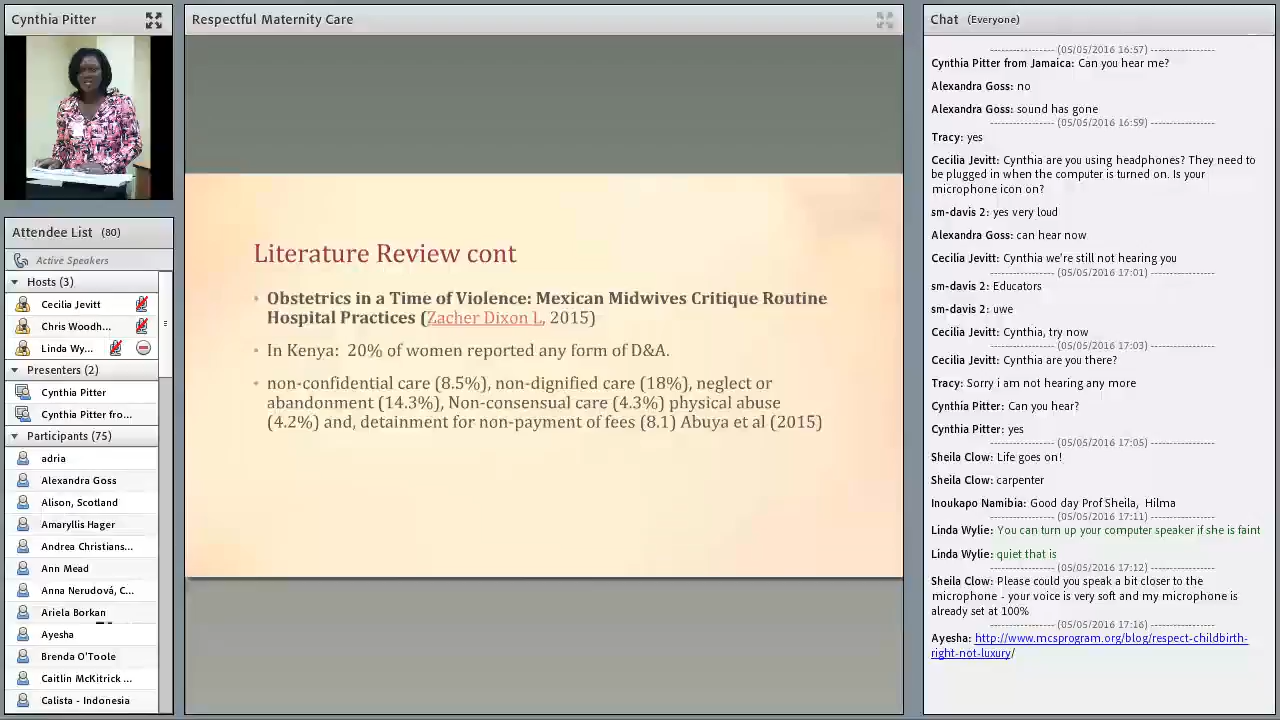 Cynthia Pitter
Attendee List (80)
Active Speakers
Hosts (3)
Cecilia Jevitt
Chris Woodh...
Linda Wy...
Presenters (2)
Cynthia Pitter
Cynthia Pitter fro...
Participants (75)
adria
Alexandra Goss
Alison, Scotland
Amaryllis Hager
Andrea Christians...
Ann Mead
Anna Nerudová, C...
Ariela Borkan
Ayesha
Brenda O'Toole
Caitlin McKitrick ...
Calista - Indonesia
Respectful Maternity Care
Literature Review cont
• Obstetrics in a Time of Violence: Mexican Midwives Critique Routine
Hospital Practices (Zacher Dixon L, 2015)
• In Kenya: 20% of women reported any form of D&A.
• non-confidential care (8.5%), non-dignified care (18%), neglect or
abandonment (14.3%), Non-consensual care (4.3%) physical abuse
(4.2%) and, detainment for non-payment of fees (8.1) Abuya et al (2015)
Chat (Everyone)
---------------- (05/05/2016 16:57) ----------------
Cynthia Pitter from Jamaica: Can you hear me?
Alexandra Goss: no
Alexandra Goss: sound has gone
---------------- (05/05/2016 16:59) ----------------
Tracy: yes
Cecilia Jevitt: Cynthia are you using headphones? They need to
be plugged in when the computer is turned on. Is your
microphone icon on?
sm-davis 2: yes very loud
Alexandra Goss: can hear now
Cecilia Jevitt: Cynthia we're still not hearing you
---------------- (05/05/2016 17:01) ----------------
sm-davis 2: Educators
sm-davis 2: uwe
Cecilia Jevitt: Cynthia, try now
---------------- (05/05/2016 17:03) ----------------
Cecilia Jevitt: Cynthia are you there?
Tracy: Sorry i am not hearing any more
Cynthia Pitter: Can you hear?
Cynthia Pitter: yes
---------------- (05/05/2016 17:05) ----------------
Sheila Clow: Life goes on!
Sheila Clow: carpenter
Inoukapo Namibia: Good day Prof Sheila, Hilma
---------------- (05/05/2016 17:11) ----------------
Linda Wylie: You can turn up your computer speaker if she is faint
Linda Wylie: quiet that is
---------------- (05/05/2016 17:12) ----------------
Sheila Clow: Please could you speak a bit closer to the
microphone - your voice is very soft and my microphone is
already set at 100%
---------------- (05/05/2016 17:16) ----------------
Ayesha: http://www.mcsprogram.org/blog/respect-childbirth-
right-not-luxury/